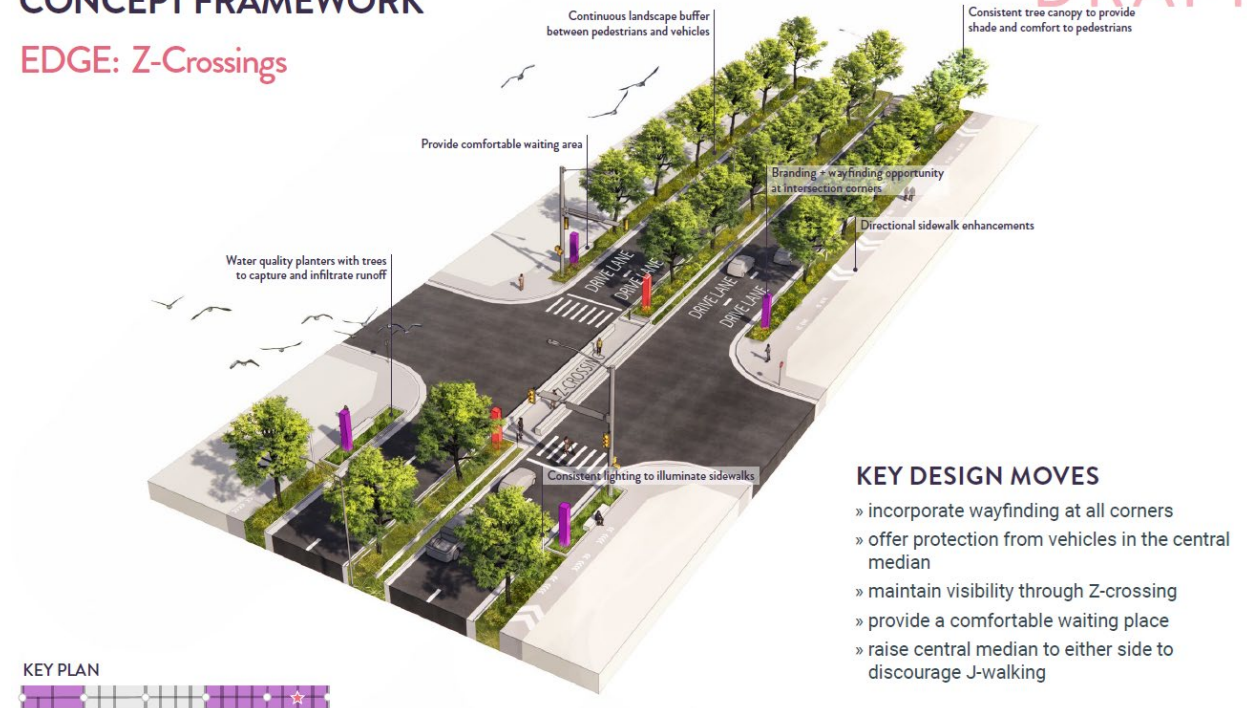 CONCEPT FRAMEWORK
DRAFT
EDGE: Z-Crossings
Continuous landscape buffer
between pedestrians and vehicles
Consistent tree canopy to provide
shade and comfort to pedestrians
Provide comfortable waiting area
Branding + wayfinding opportunity
at intersection corners
Directional sidewalk enhancements
Water quality planters with trees
to capture and infiltrate runoff
DRIVE LANE
DRIVE LANE
DRIVE LANE
DRIVE LANE
Z-CROSSING
Consistent lighting to illuminate sidewalks
KEY DESIGN MOVES
» incorporate wayfinding at all corners
» offer protection from vehicles in the central
median
» maintain visibility through Z-crossing
» provide a comfortable waiting place
» raise central median to either side to
discourage J-walking
KEY PLAN